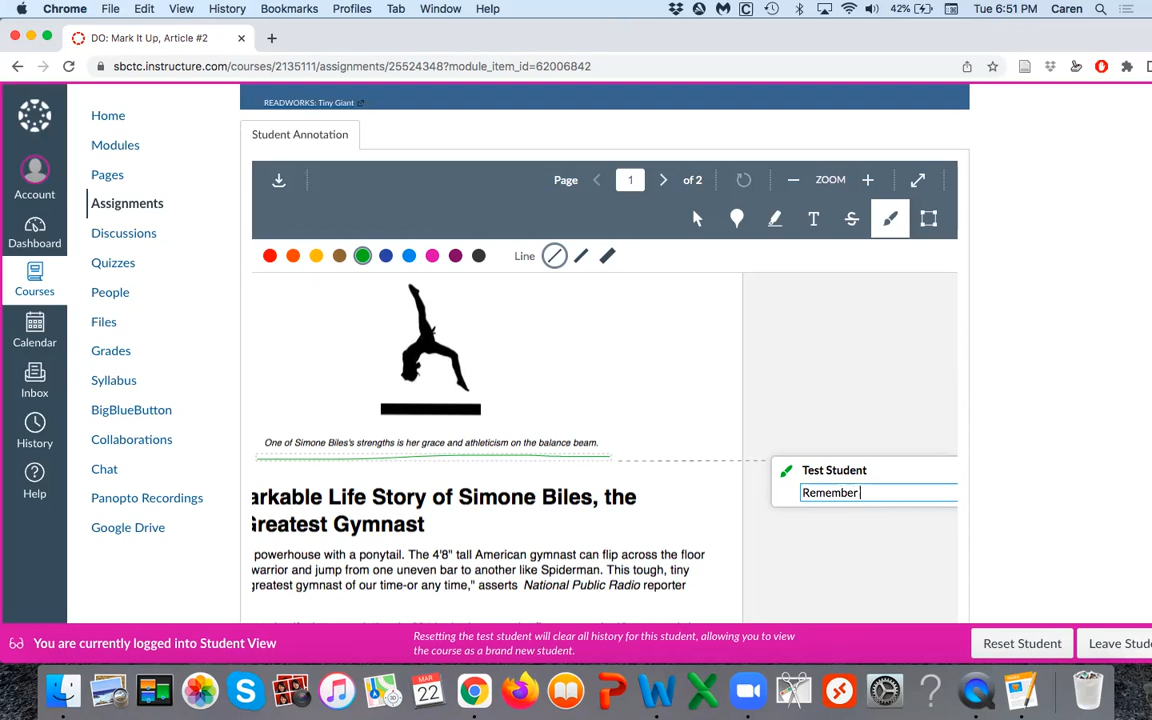 Chrome File Edit View History Bookmarks Profiles Tab Window Help 42% Tue 6:51 PM Caren
DO: Mark It Up, Article #2
sbctc.instructure.com/courses/2135111/assignments/25524348?module_item_id=62006842
Account
Dashboard
Courses
Calendar
Inbox
History
Help
Home
Modules
Pages
Assignments
Discussions
Quizzes
People
Files
Grades
Syllabus
BigBlueButton
Collaborations
Chat
Panopto Recordings
Google Drive
READWORKS: Tiny Giant
Student Annotation
Page 1 of 2 ZOOM
Line
One of Simone Biles's strengths is her grace and athleticism on the balance beam.
arkable Life Story of Simone Biles, the
Greatest Gymnast
powerhouse with a ponytail. The 4'8" tall American gymnast can flip across the floor
warrior and jump from one uneven bar to another like Spiderman. This tough, tiny
greatest gymnast of our time-or any time," asserts National Public Radio reporter
Test Student
Remember
You are currently logged into Student View
Resetting the test student will clear all history for this student, allowing you to view
the course as a brand new student.
Reset Student
Leave Stude
MAR
22